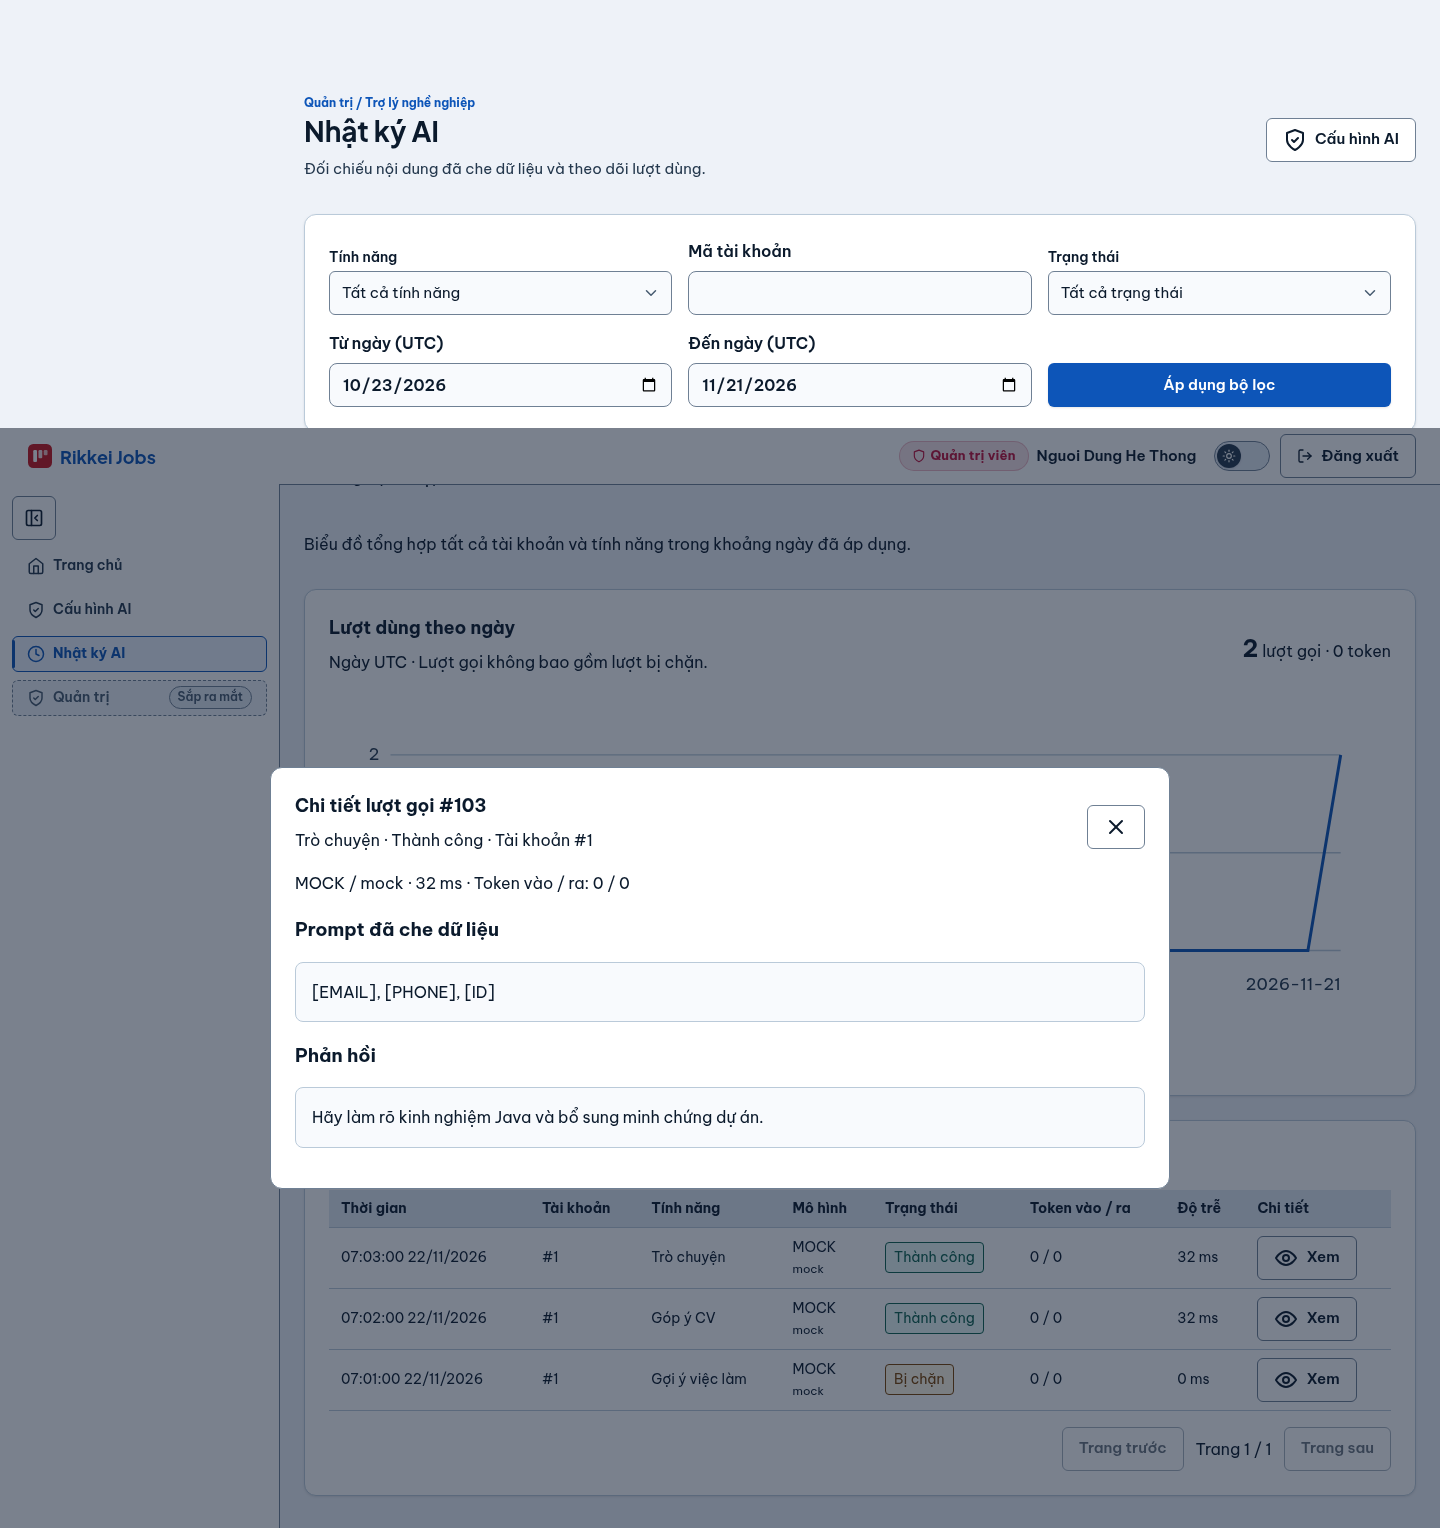 Quản trị / Trợ lý nghề nghiệp
Nhật ký AI
Đối chiếu nội dung đã che dữ liệu và theo dõi lượt dùng.
Cấu hình AI
Tính năng
Mã tài khoản
Trạng thái
Tất cả tính năng
Tất cả trạng thái
Từ ngày (UTC)
Đến ngày (UTC)
10/23/2026
11/21/2026
Áp dụng bộ lọc
Rikkei Jobs
Quản trị viên
Nguoi Dung He Thong
Đăng xuất
Trang chủ
Cấu hình AI
Nhật ký AI
Quản trị
Sắp ra mắt
Biểu đồ tổng hợp tất cả tài khoản và tính năng trong khoảng ngày đã áp dụng.
Lượt dùng theo ngày
Ngày UTC · Lượt gọi không bao gồm lượt bị chặn.
2 lượt gọi · 0 token
2
2026-11-21
Chi tiết lượt gọi #103
Trò chuyện · Thành công · Tài khoản #1
MOCK / mock · 32 ms · Token vào / ra: 0 / 0
Prompt đã che dữ liệu
[EMAIL], [PHONE], [ID]
Phản hồi
Hãy làm rõ kinh nghiệm Java và bổ sung minh chứng dự án.
Thời gian Tài khoản Tính năng Mô hình Trạng thái Token vào / ra Độ trễ Chi tiết
07:03:00 22/11/2026 #1 Trò chuyện MOCK mock Thành công 0 / 0 32 ms Xem
07:02:00 22/11/2026 #1 Góp ý CV MOCK mock Thành công 0 / 0 32 ms Xem
07:01:00 22/11/2026 #1 Gợi ý việc làm MOCK mock Bị chặn 0 / 0 0 ms Xem
Trang trước
Trang 1 / 1
Trang sau